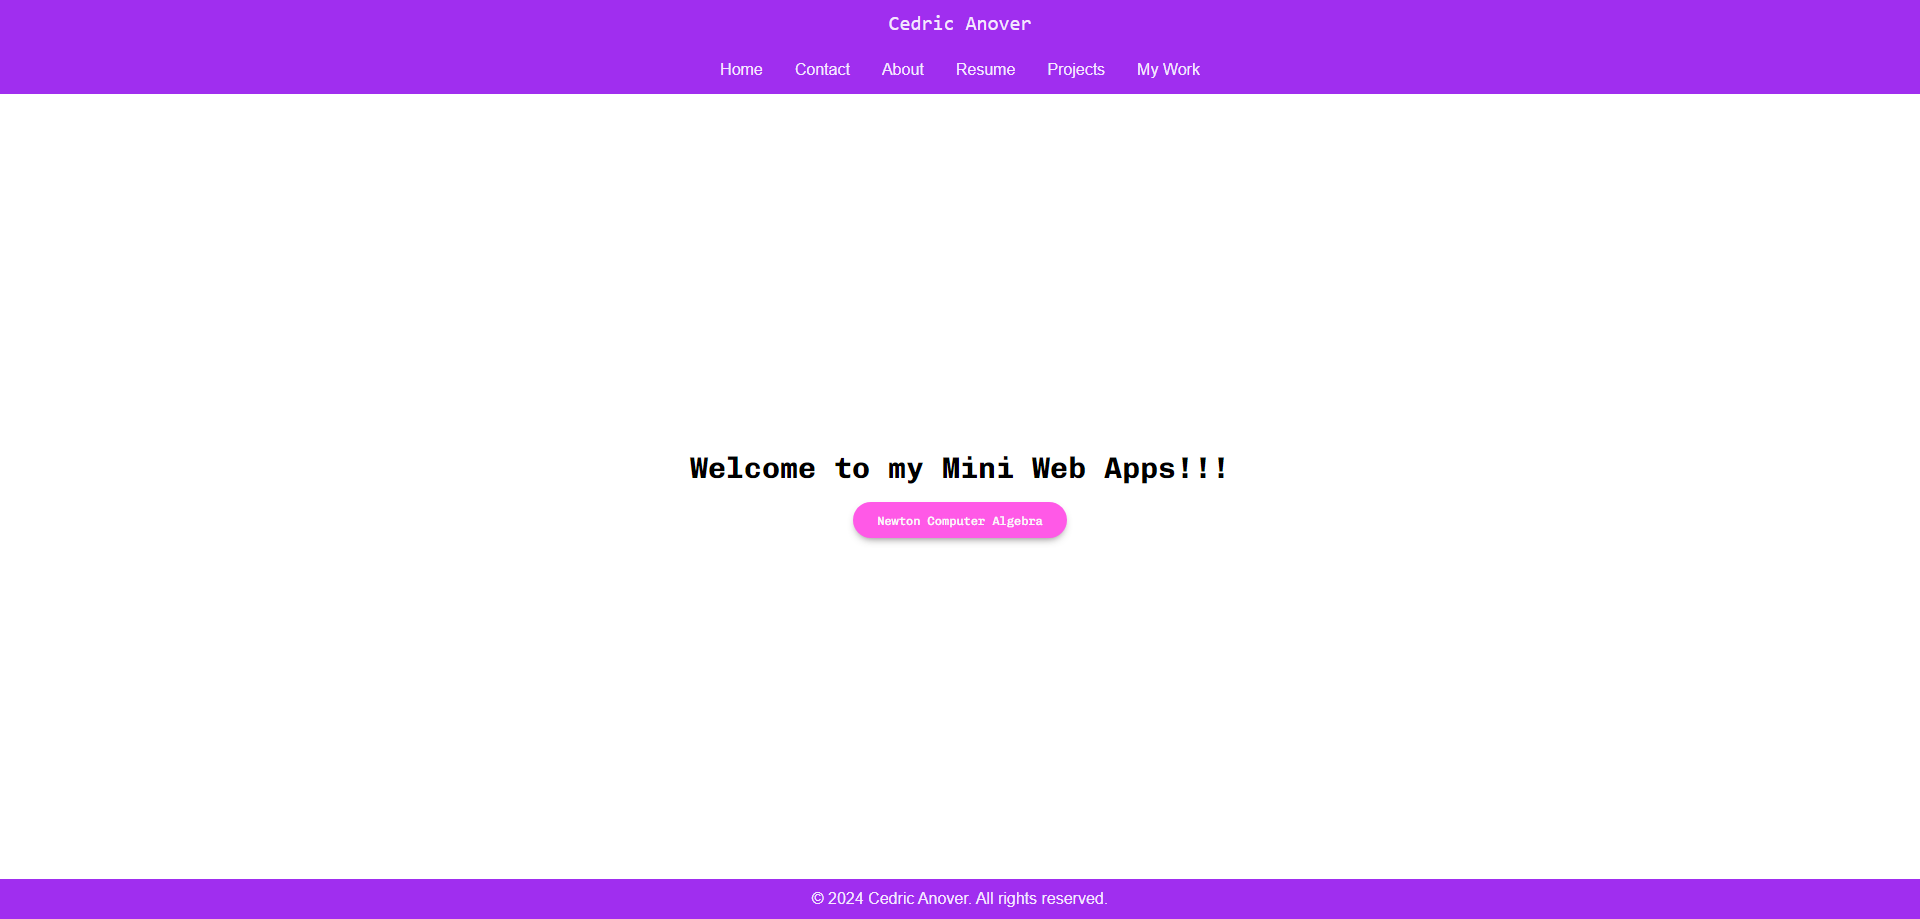 Cedric Anover
Home Contact About Resume Projects My Work
Welcome to my Mini Web Apps!!!
Newton Computer Algebra
© 2024 Cedric Anover. All rights reserved.